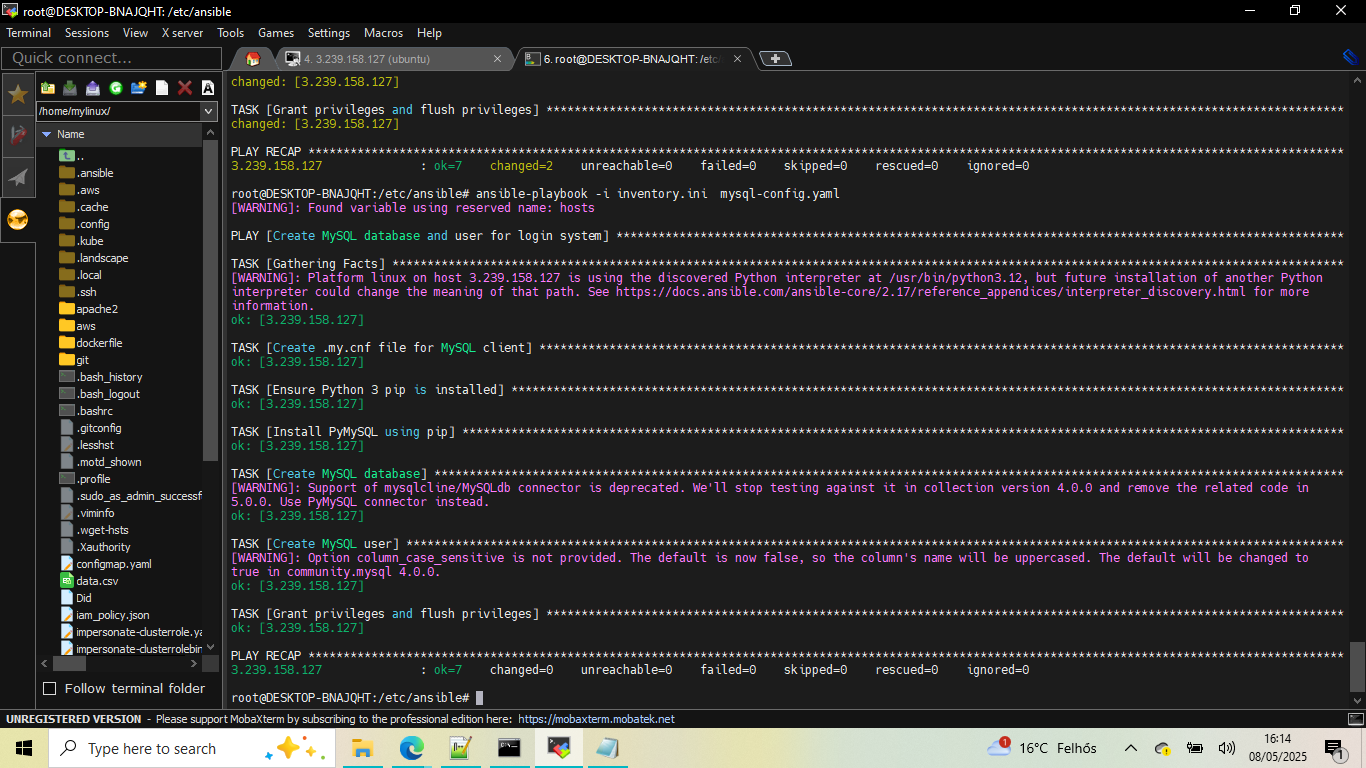 root@DESKTOP-BNAJQHT: /etc/ansible
Terminal Sessions View X server Tools Games Settings Macros Help
Quick connect...
4. 3.239.158.127 (ubuntu)
6. root@DESKTOP-BNAJQHT: /etc/
/home/mylinux/
Name
..
.ansible
.aws
.cache
.config
.kube
.landscape
.local
.ssh
apache2
aws
dockerfile
git
.bash_history
.bash_logout
.bashrc
.gitconfig
.lesshst
.motd_shown
.profile
.sudo_as_admin_successf
.viminfo
.wget-hsts
.Xauthority
configmap.yaml
data.csv
Did
iam_policy.json
impersonate-clusterrole.ya
impersonate-clusterrolebin
Follow terminal folder
changed: [3.239.158.127]
TASK [Grant privileges and flush privileges] ******************************************************************************************************************
changed: [3.239.158.127]
PLAY RECAP ****************************************************************************************************************************************************
3.239.158.127 : ok=7 changed=2 unreachable=0 failed=0 skipped=0 rescued=0 ignored=0
root@DESKTOP-BNAJQHT:/etc/ansible# ansible-playbook -i inventory.ini mysql-config.yaml
[WARNING]: Found variable using reserved name: hosts
PLAY [Create MySQL database and user for login system] ********************************************************************************************************
TASK [Gathering Facts] ****************************************************************************************************************************************
[WARNING]: Platform linux on host 3.239.158.127 is using the discovered Python interpreter at /usr/bin/python3.12, but future installation of another Python
interpreter could change the meaning of that path. See https://docs.ansible.com/ansible-core/2.17/reference_appendices/interpreter_discovery.html for more
information.
ok: [3.239.158.127]
TASK [Create .my.cnf file for MySQL client] *******************************************************************************************************************
ok: [3.239.158.127]
TASK [Ensure Python 3 pip is installed] ***********************************************************************************************************************
ok: [3.239.158.127]
TASK [Install PyMySQL using pip] ******************************************************************************************************************************
ok: [3.239.158.127]
TASK [Create MySQL database] **********************************************************************************************************************************
[WARNING]: Support of mysqlcline/MySQLdb connector is deprecated. We'll stop testing against it in collection version 4.0.0 and remove the related code in
5.0.0. Use PyMySQL connector instead.
ok: [3.239.158.127]
TASK [Create MySQL user] **************************************************************************************************************************************
[WARNING]: Option column_case_sensitive is not provided. The default is now false, so the column's name will be uppercased. The default will be changed to
true in community.mysql 4.0.0.
ok: [3.239.158.127]
TASK [Grant privileges and flush privileges] ******************************************************************************************************************
ok: [3.239.158.127]
PLAY RECAP ****************************************************************************************************************************************************
3.239.158.127 : ok=7 changed=0 unreachable=0 failed=0 skipped=0 rescued=0 ignored=0
root@DESKTOP-BNAJQHT:/etc/ansible#
UNREGISTERED VERSION - Please support MobaXterm by subscribing to the professional edition here: https://mobaxterm.mobatek.net
Type here to search
1
16°C Felhős
16:14
08/05/2025
1